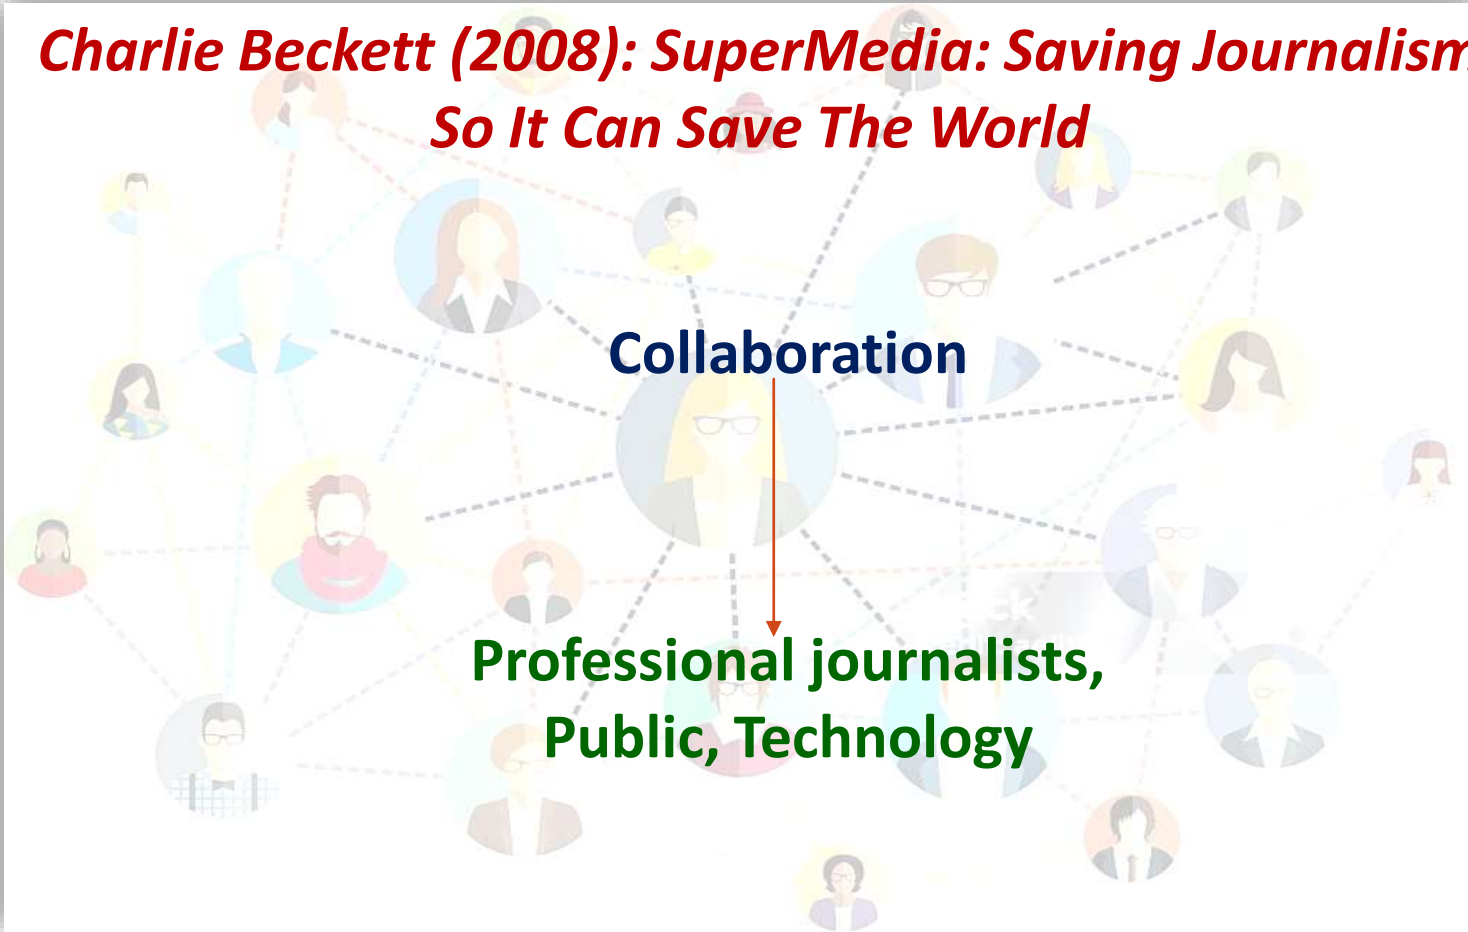 Charlie Beckett (2008): SuperMedia: Saving Journalism
So It Can Save The World
Collaboration
Professional journalists,
Public, Technology